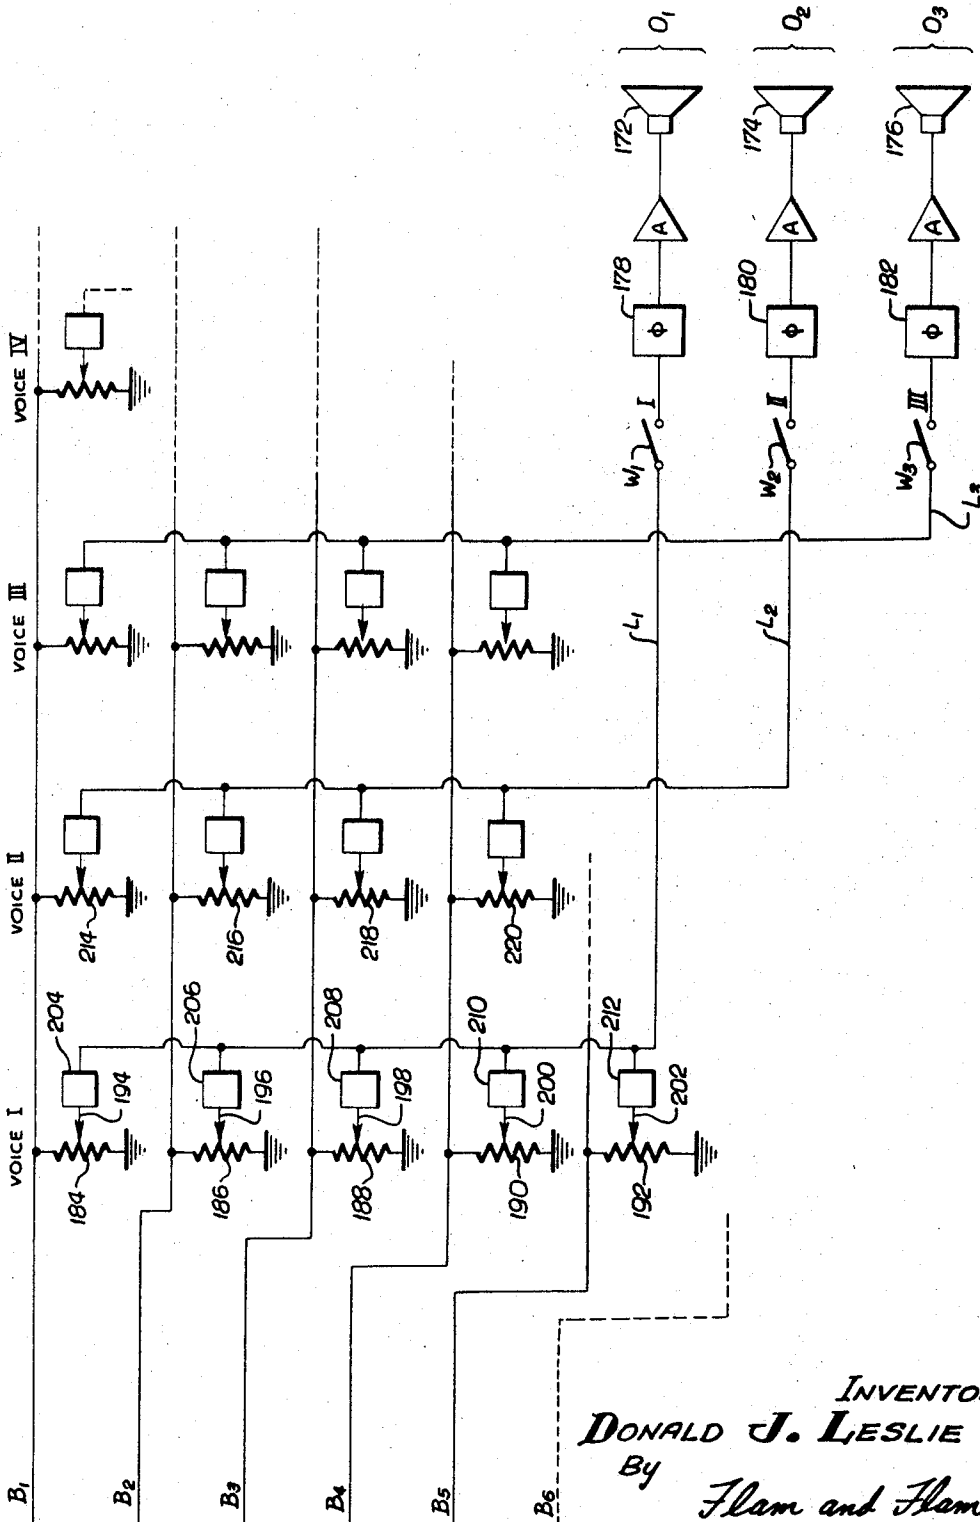 VOICE I
VOICE II
VOICE III
VOICE IV
B1
B2
B3
B4
B5
B6
184
186
188
190
192
194
196
198
200
202
204
206
208
210
212
214
216
218
220
L1
L2
L3
W1
W2
W3
I
II
III
178
180
182
ϕ
ϕ
ϕ
A
A
A
172
174
176
O1
O2
O3
INVENTO
DONALD J. LESLIE
By
Flam and Flam